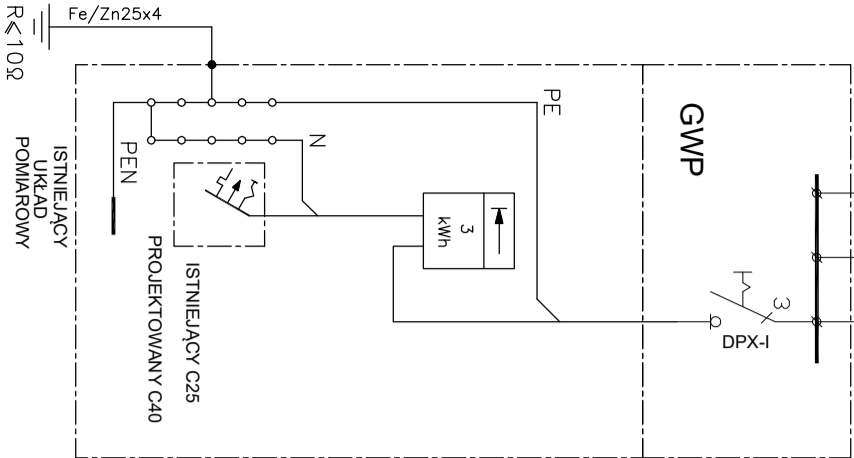 Fe/Zn25x4
R≤10Ω
PE
N
PEN
ISTNIEJĄCY
UKŁAD
POMIAROWY
3
kWh
ISTNIEJĄCY C25
PROJEKTOWANY C40
GWP
3
DPX-I